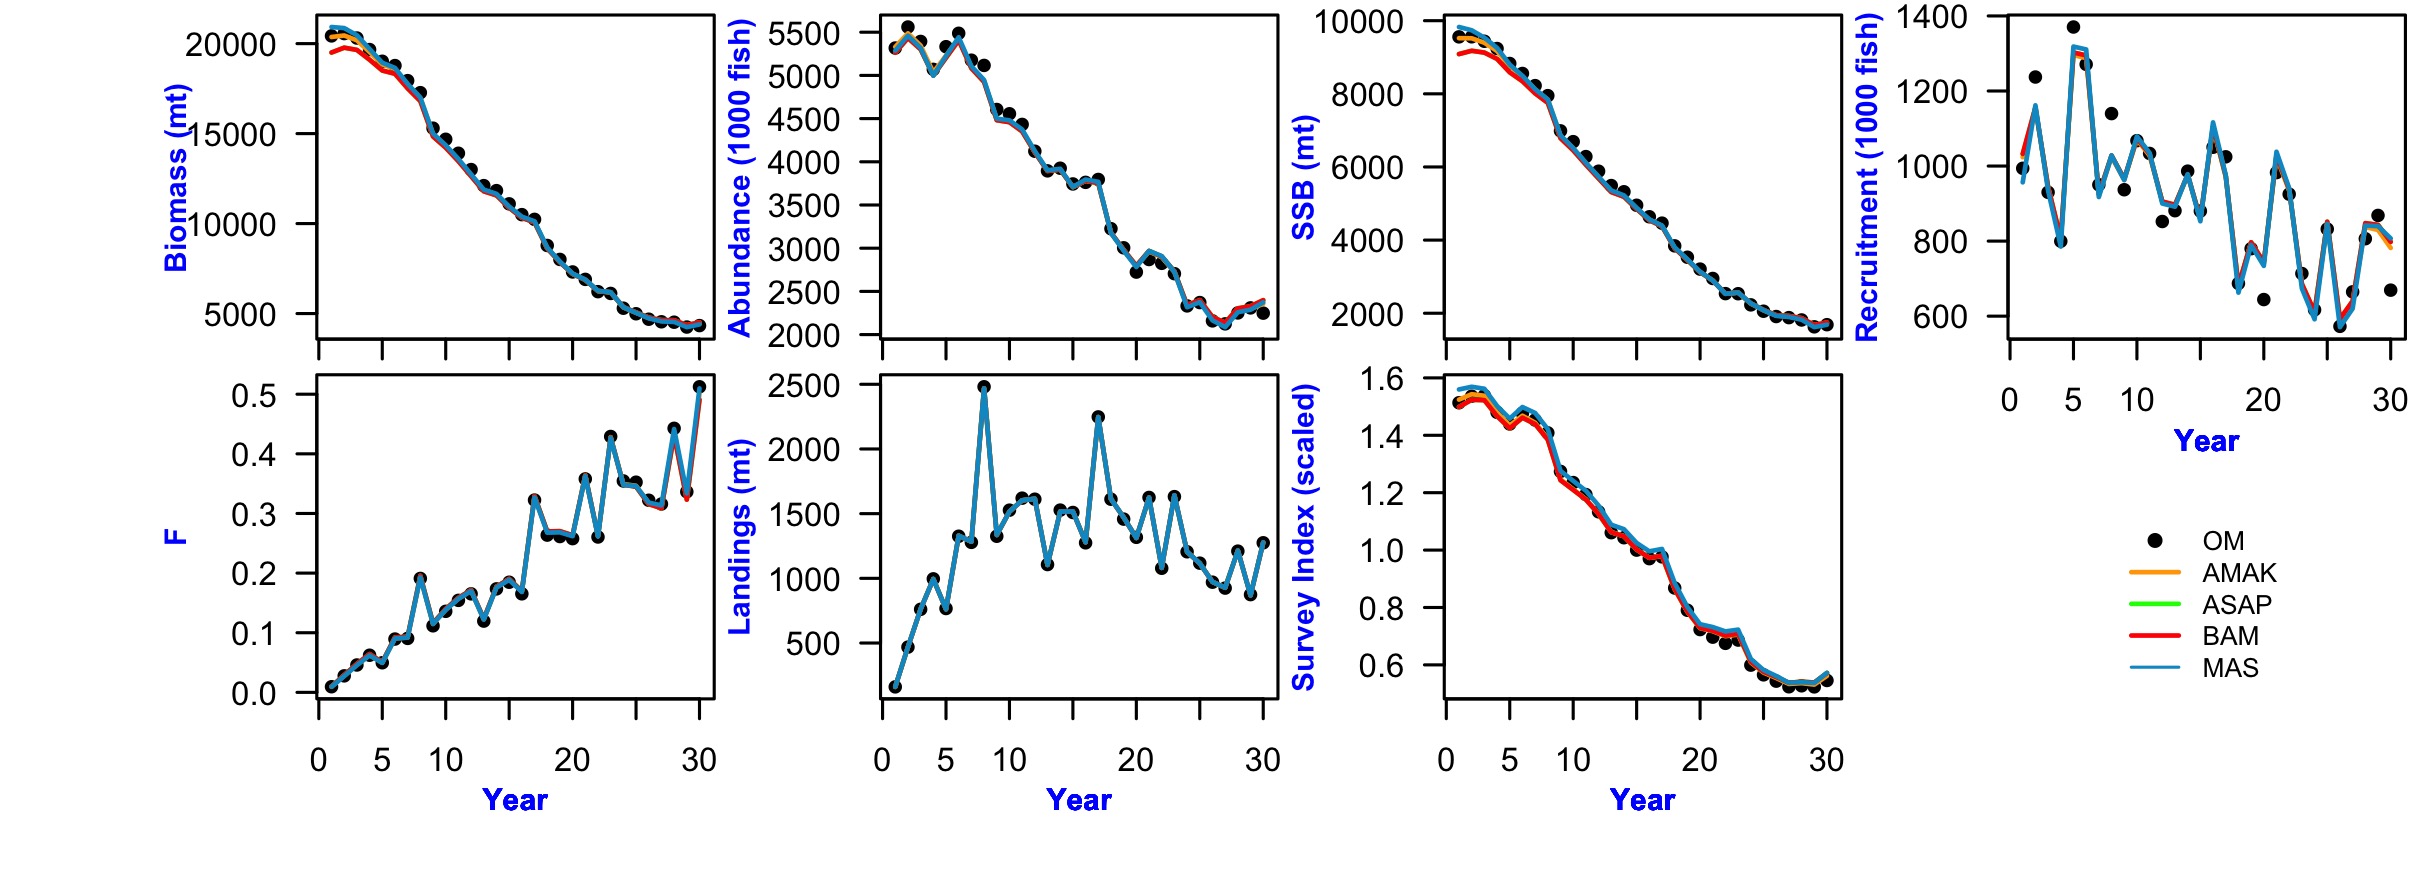 Biomass (mt)
20000
15000
10000
5000
Abundance (1000 fish)
5500
5000
4500
4000
3500
3000
2500
2000
SSB (mt)
10000
8000
6000
4000
2000
Recruitment (1000 fish)
1400
1200
1000
800
600
0 5 10 20 30
Year
F
0.5
0.4
0.3
0.2
0.1
0.0
0 5 10 20 30
Year
Landings (mt)
2500
2000
1500
1000
500
0 5 10 20 30
Year
Survey Index (scaled)
1.6
1.4
1.2
1.0
0.8
0.6
0 5 10 20 30
Year
OM
AMAK
ASAP
BAM
MAS